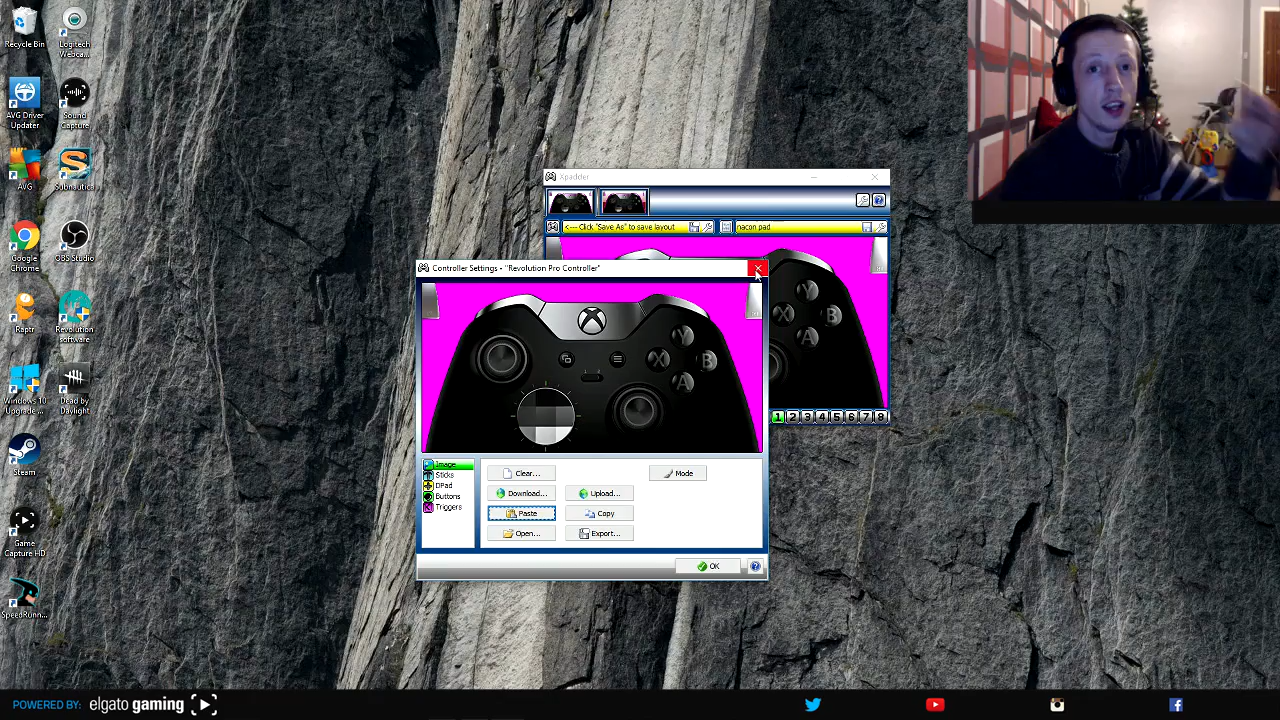 Recycle Bin
Logitech
Webca...
AVG Driver
Updater
Sound
Capture
AVG
Subnautica
Google
Chrome
OBS Studio
Raptr
Revolution
software
Windows 10
Upgrade ...
Dead by
Daylight
Steam
Game
Capture HD
SpeedRunn...
Xpadder
<--- Click "Save As" to save layout
nacon pad
Y
X
B
A
1 2 3 4 5 6 7 8
Controller Settings - "Revolution Pro Controller"
Y
X
B
A
Image
Sticks
DPad
Buttons
Triggers
Clear...
Mode
Download...
Upload...
Paste
Copy
Open...
Export...
OK
POWERED BY: elgato gaming